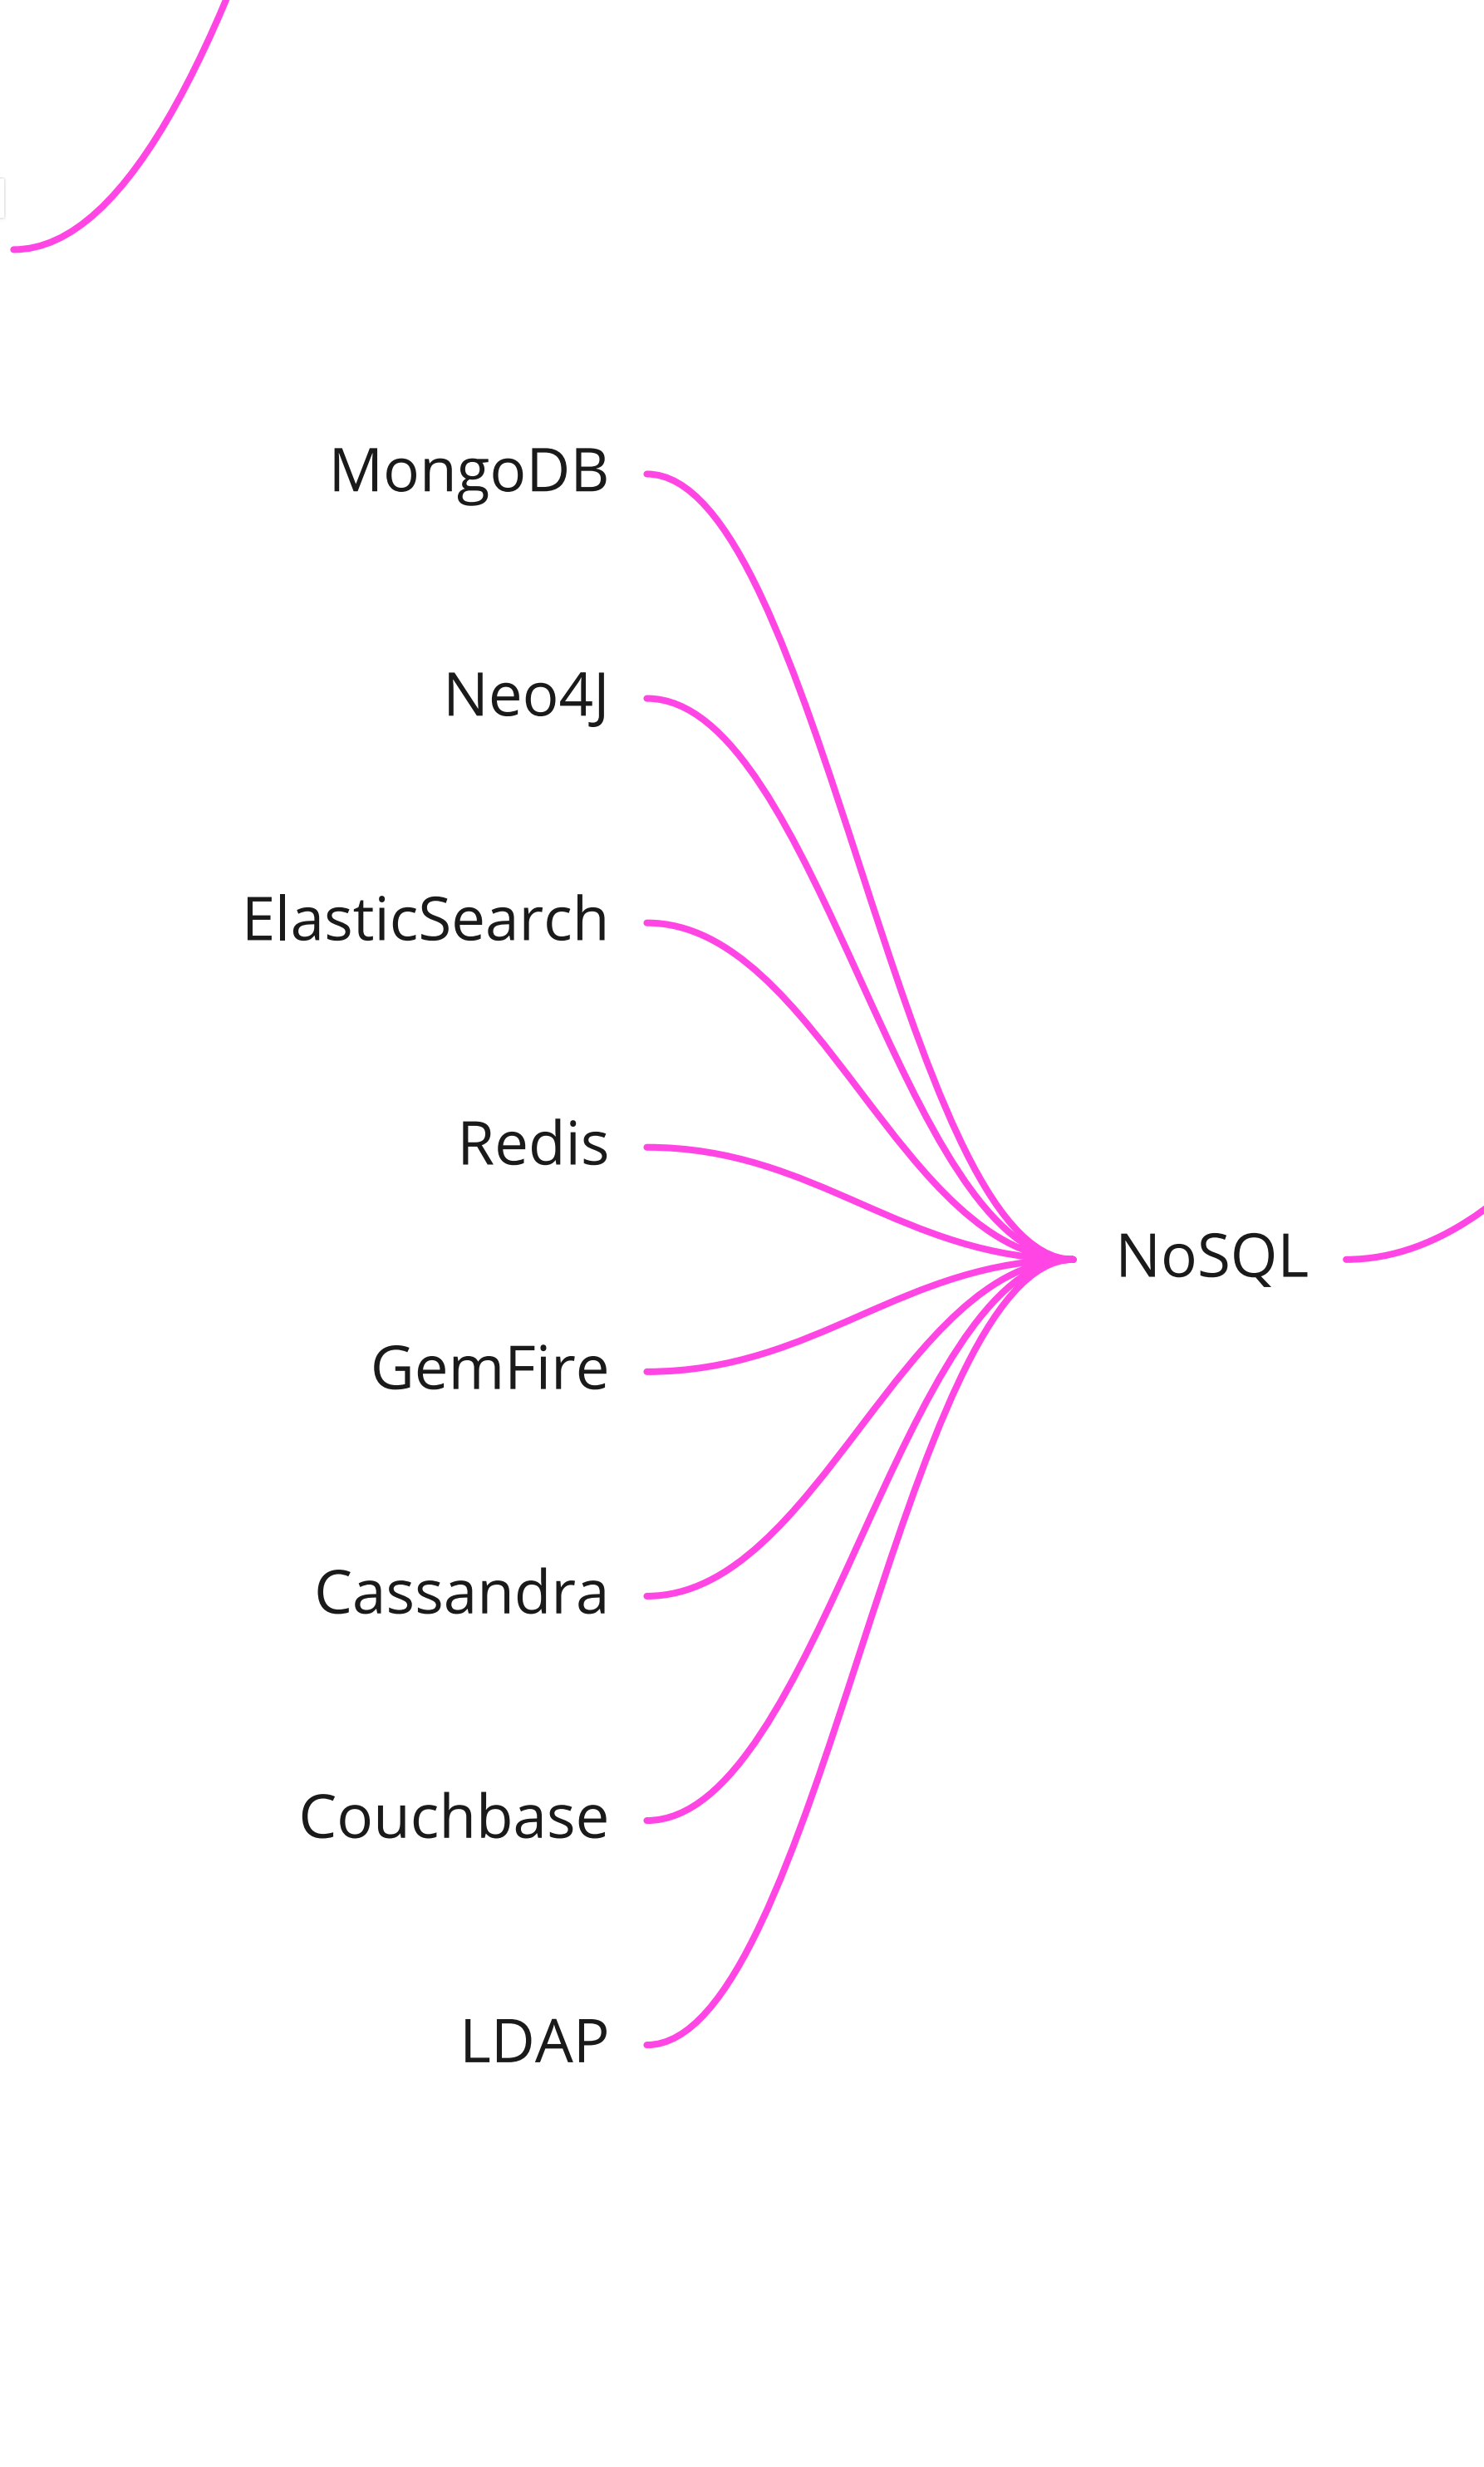 MongoDB
Neo4J
ElasticSearch
Redis
NoSQL
GemFire
Cassandra
Couchbase
LDAP